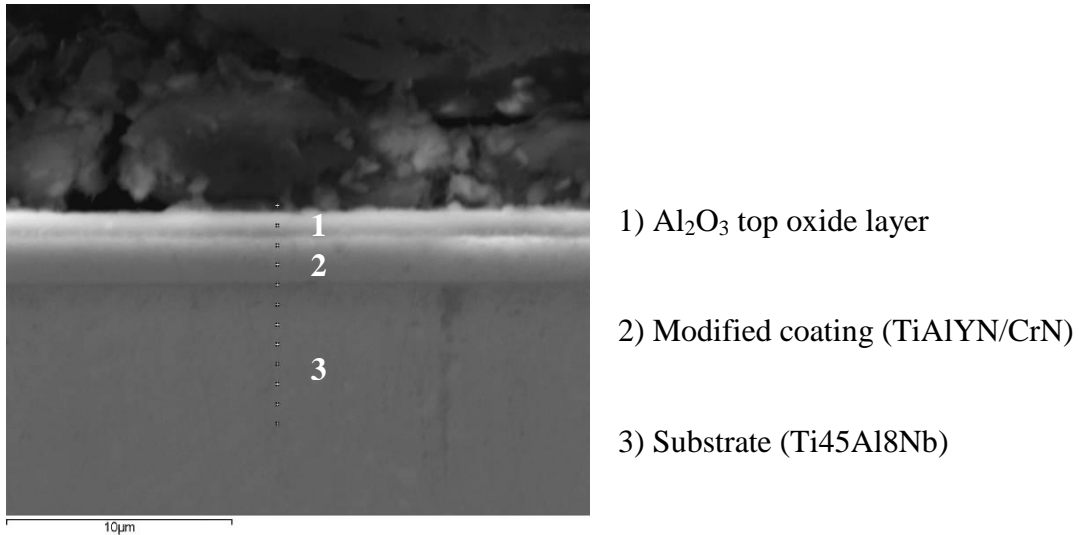 1
2
3
1) Al₂O₃ top oxide layer
2) Modified coating (TiAlYN/CrN)
3) Substrate (Ti45Al8Nb)
10µm